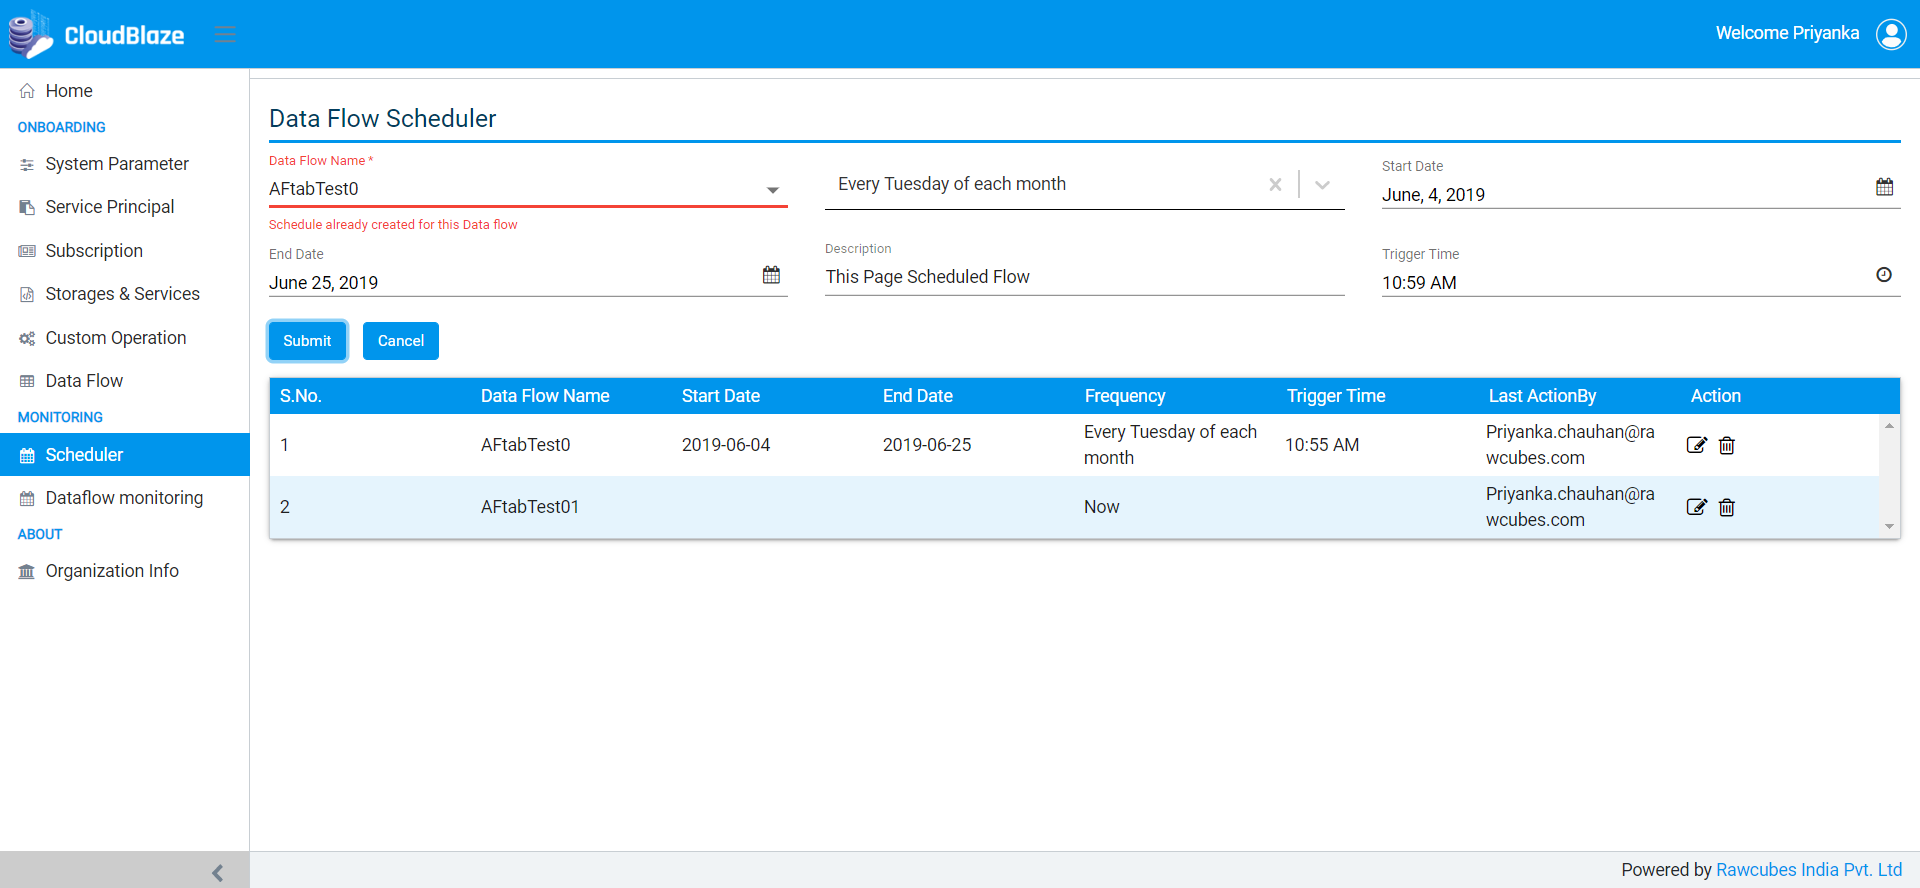 CloudBlaze
Welcome Priyanka
Home
ONBOARDING
System Parameter
Service Principal
Subscription
Storages & Services
Custom Operation
Data Flow
MONITORING
Scheduler
Dataflow monitoring
ABOUT
Organization Info
Data Flow Scheduler
Data Flow Name *
AFtabTest0
Schedule already created for this Data flow
Every Tuesday of each month
Start Date
June, 4, 2019
End Date
June 25, 2019
Description
This Page Scheduled Flow
Trigger Time
10:59 AM
Submit
Cancel
S.No. Data Flow Name Start Date End Date Frequency Trigger Time Last ActionBy Action
1 AFtabTest0 2019-06-04 2019-06-25 Every Tuesday of each 10:55 AM Priyanka.chauhan@ra
month wcubes.com
2 AFtabTest01 Now Priyanka.chauhan@ra
wcubes.com
Powered by Rawcubes India Pvt. Ltd